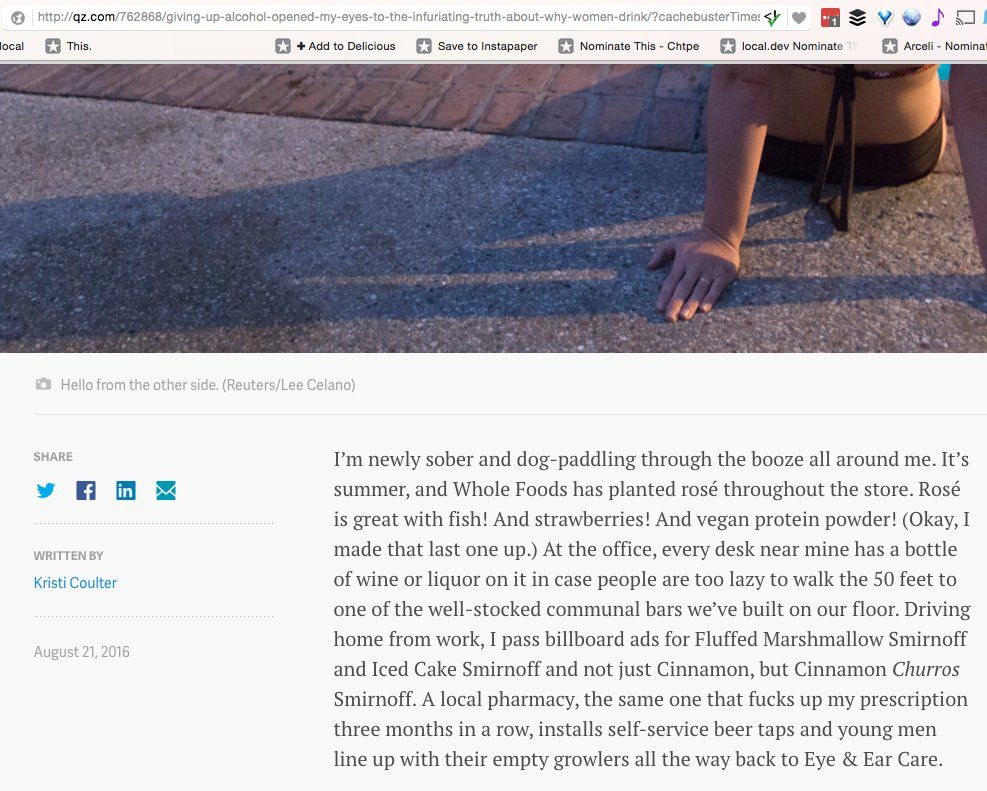 http://qz.com/762868/giving-up-alcohol-opened-my-eyes-to-the-infuriating-truth-about-why-women-drink/?cachebusterTime
1
local This. + Add to Delicious Save to Instapaper Nominate This - Chtpe local.dev Nominate Th Arceli - Nominat
Hello from the other side. (Reuters/Lee Celano)
SHARE
in
WRITTEN BY
Kristi Coulter
August 21, 2016
I’m newly sober and dog-paddling through the booze all around me. It’s
summer, and Whole Foods has planted rosé throughout the store. Rosé
is great with fish! And strawberries! And vegan protein powder! (Okay, I
made that last one up.) At the office, every desk near mine has a bottle
of wine or liquor on it in case people are too lazy to walk the 50 feet to
one of the well-stocked communal bars we’ve built on our floor. Driving
home from work, I pass billboard ads for Fluffed Marshmallow Smirnoff
and Iced Cake Smirnoff and not just Cinnamon, but Cinnamon Churros
Smirnoff. A local pharmacy, the same one that fucks up my prescription
three months in a row, installs self-service beer taps and young men
line up with their empty growlers all the way back to Eye & Ear Care.